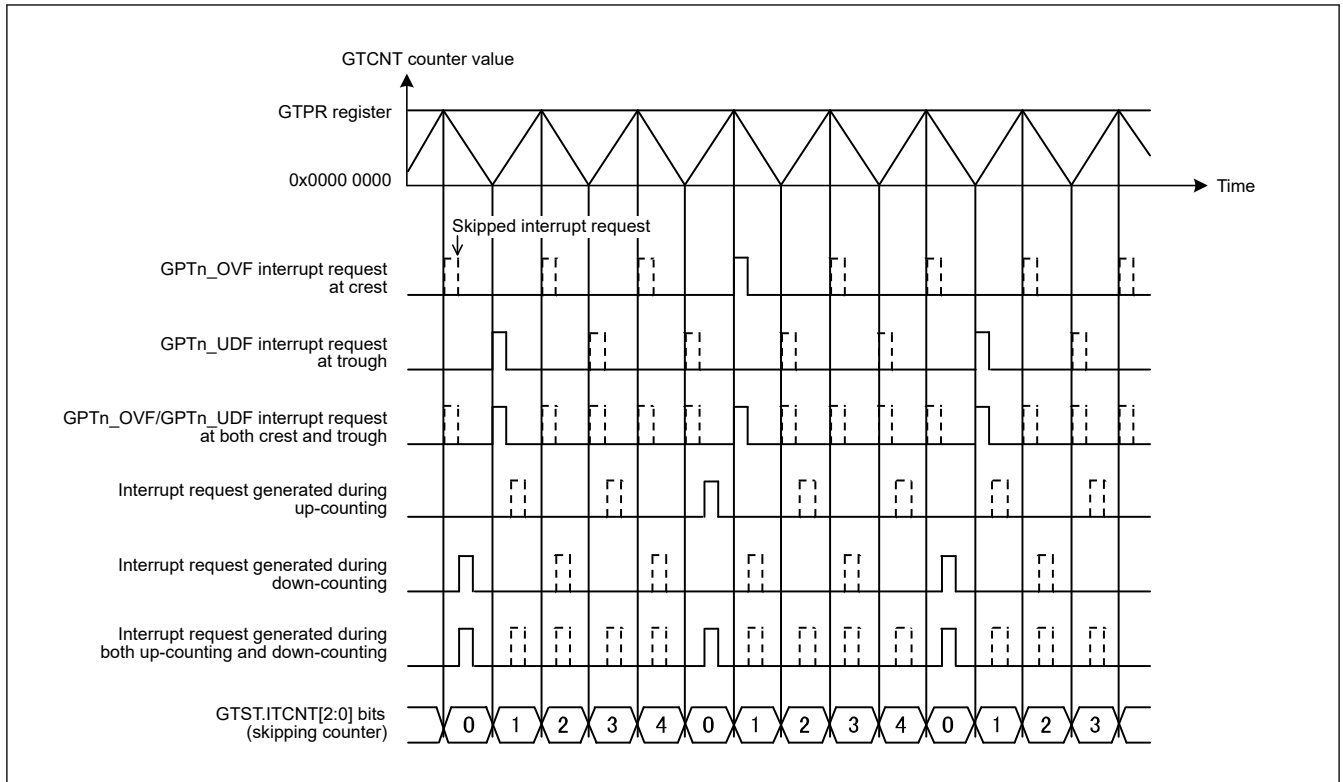 GTCNT counter value
GTPR register
0x0000 0000
Time
Skipped interrupt request
GPTn_OVF interrupt request
at crest
GPTn_UDF interrupt request
at trough
GPTn_OVF/GPTn_UDF interrupt request
at both crest and trough
Interrupt request generated during
up-counting
Interrupt request generated during
down-counting
Interrupt request generated during
both up-counting and down-counting
GTST.ITCNT[2:0] bits
(skipping counter)
0 1 2 3 4 0 1 2 3 4 0 1 2 3